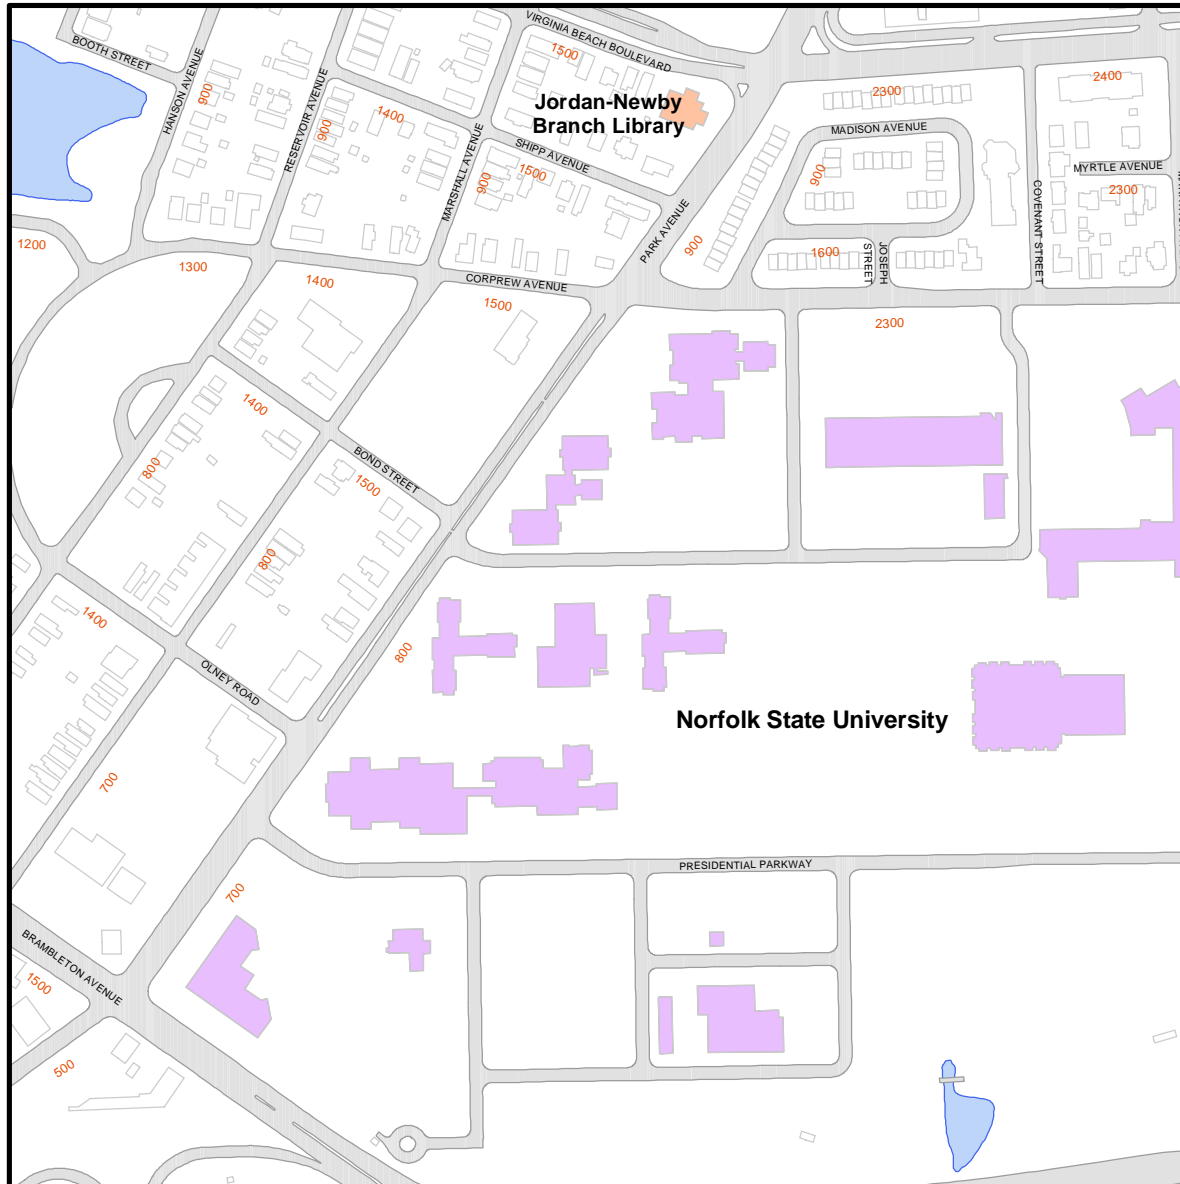 VIRGINIA BEACH BOULEVARD
BOOTH STREET
HANSON AVENUE
900
RESERVOIR AVENUE
900
1400
1500
Jordan-Newby
Branch Library
MARSHALL AVENUE
900
SHIPP AVENUE
1500
2300
2400
MADISON AVENUE
900
MYRTLE AVENUE
2300
COVENANT STREET
PARK AVENUE
900
1600
JOSEPH
STREET
1200
1300
1400
CORPREW AVENUE
1500
2300
1400
BOND STREET
1500
800
800
1400
800
OLNEY ROAD
Norfolk State University
700
PRESIDENTIAL PARKWAY
700
BRAMBLETON AVENUE
1500
500